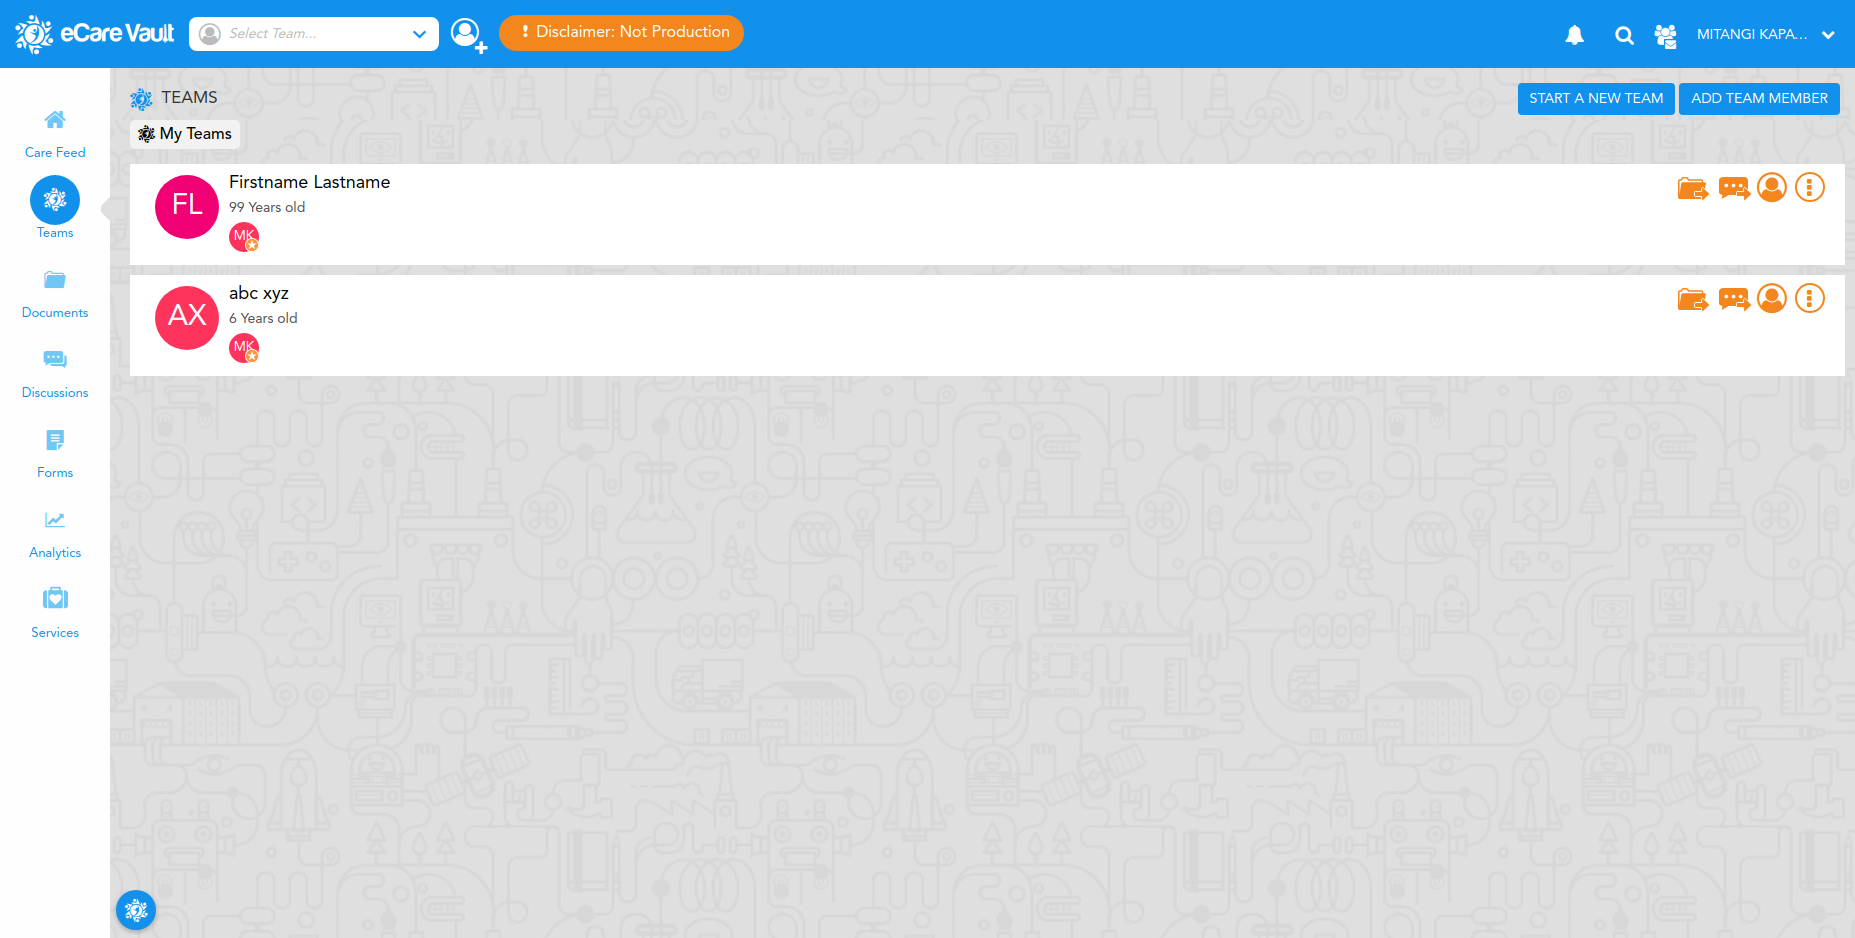 eCare Vault
Select Team...
! Disclaimer: Not Production
MITANGI KAPA...
TEAMS
START A NEW TEAM
ADD TEAM MEMBER
My Teams
Care Feed
Teams
Documents
Discussions
Forms
Analytics
Services
FL
Firstname Lastname
99 Years old
MK
AX
abc xyz
6 Years old
MK